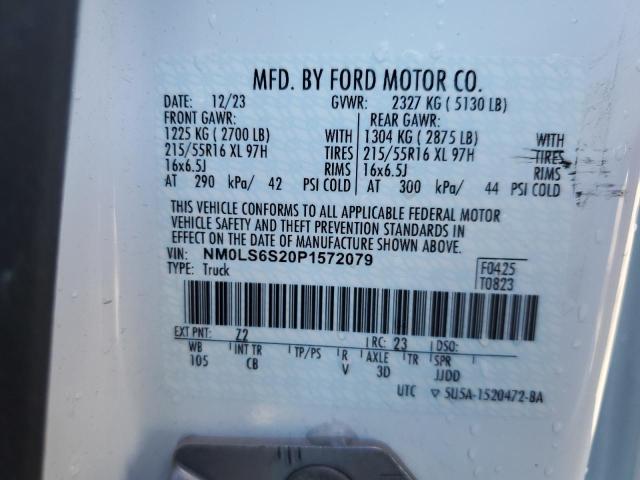 MFD. BY FORD MOTOR CO.
DATE: 12/23 GVWR: 2327 KG ( 5130 LB)
FRONT GAWR: REAR GAWR:
1225 KG ( 2700 LB) WITH 1304 KG ( 2875 LB) WITH
215/55R16 XL 97H TIRES 215/55R16 XL 97H TIRES
16x6.5J RIMS 16x6.5J RIMS
AT 290 kPa/ 42 PSI COLD AT 300 kPa/ 44 PSI COLD
THIS VEHICLE CONFORMS TO ALL APPLICABLE FEDERAL MOTOR
VEHICLE SAFETY AND THEFT PREVENTION STANDARDS IN
EFFECT ON THE DATE OF MANUFACTURE SHOWN ABOVE.
VIN: NM0LS6S20P1572079
TYPE: Truck
F0425
T0823
EXT PNT: Z2 RC: 23 DSO:
WB INT TR TP/PS R AXLE TR SPR
105 CB V 3D JJDD
UTC ▽ 5U5A-1520472-BA